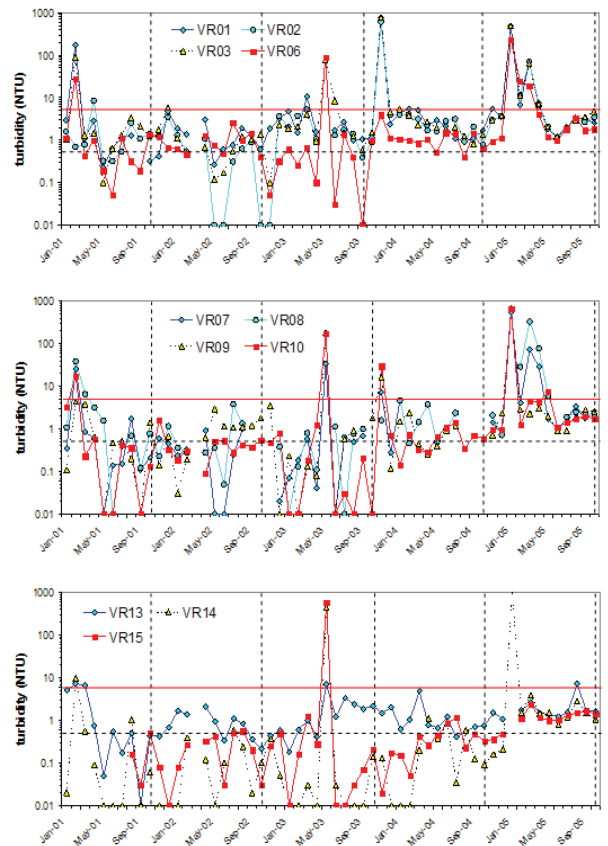 1000
VR01 VR02
VR03 VR06
100
10
1
0.1
0.01
turbidity (NTU)
Jan-01 May-01 Sep-01 Jan-02 May-02 Sep-02 Jan-03 May-03 Sep-03 Jan-04 May-04 Sep-04 Jan-05 May-05 Sep-05
1000
VR07 VR08
VR09 VR10
100
10
1
0.1
0.01
turbidity (NTU)
Jan-01 May-01 Sep-01 Jan-02 May-02 Sep-02 Jan-03 May-03 Sep-03 Jan-04 May-04 Sep-04 Jan-05 May-05 Sep-05
1000
VR13 VR14
VR15
100
10
1
0.1
0.01
turbidity (NTU)
Jan-01 May-01 Sep-01 Jan-02 May-02 Sep-02 Jan-03 May-03 Sep-03 Jan-04 May-04 Sep-04 Jan-05 May-05 Sep-05